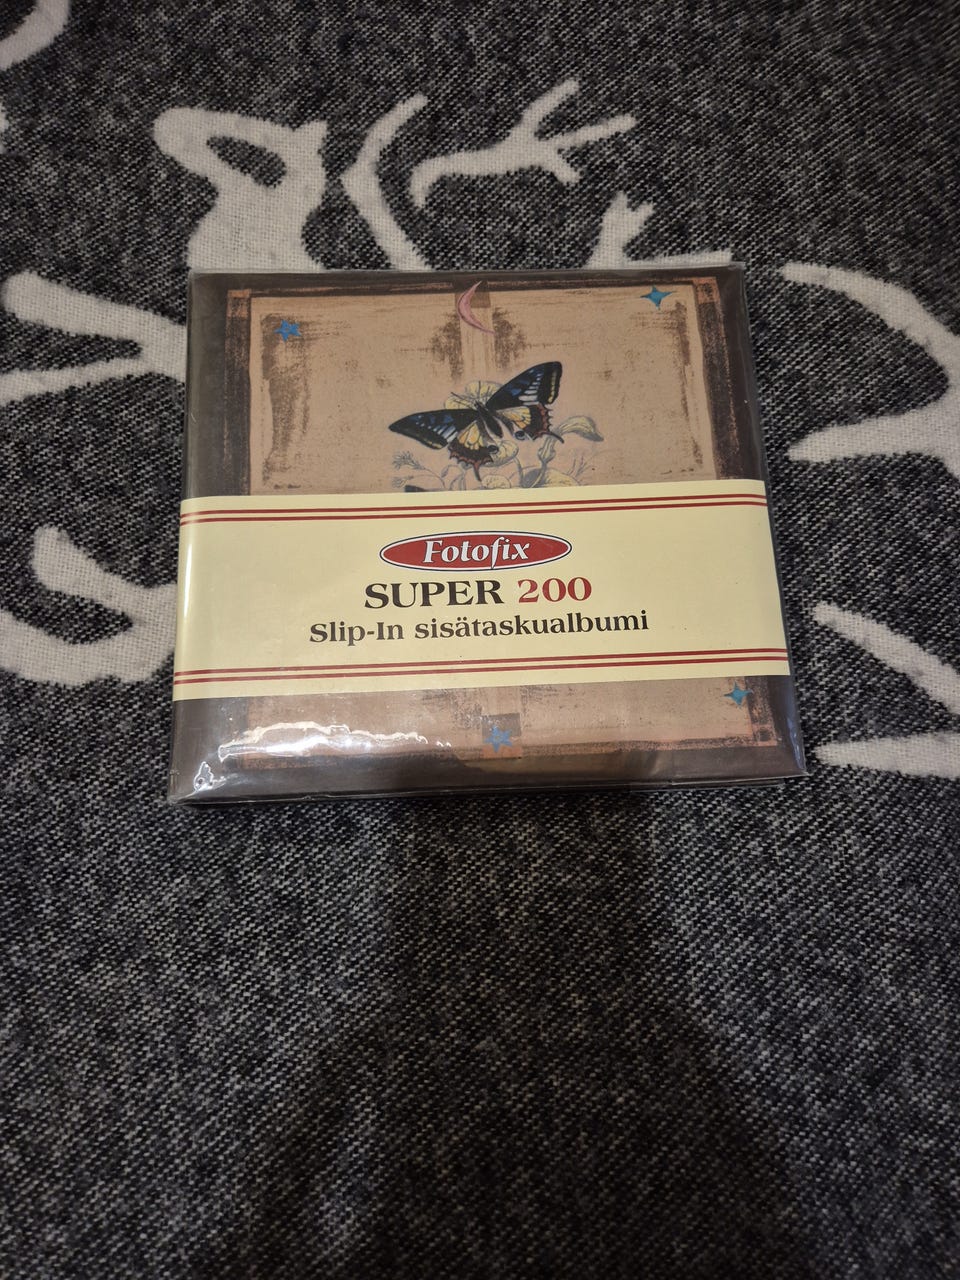 Fotofix
SUPER 200
Slip-In sisätaskualbumi